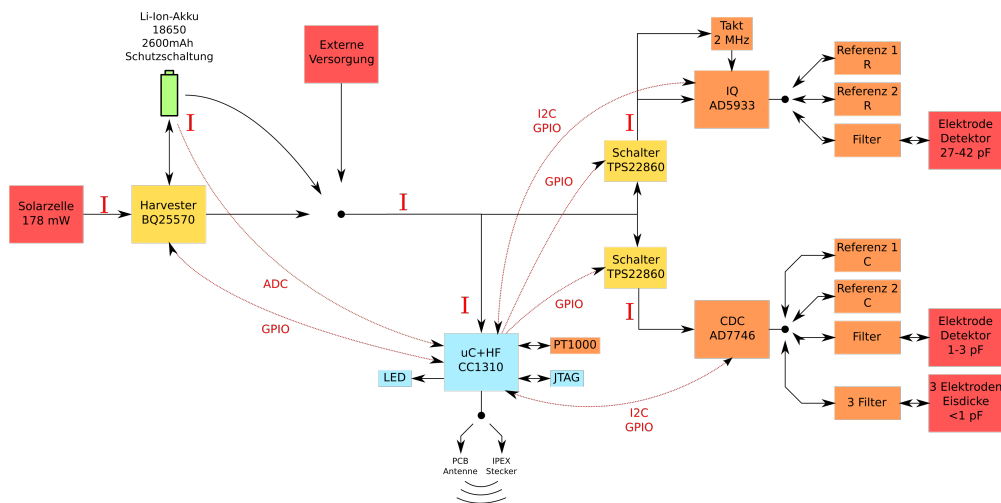 Li-Ion-Akku
18650
2600mAh
Schutzschaltung
Externe
Versorgung
Takt
2 MHz
IQ
AD5933
Referenz 1
R
Referenz 2
R
Filter
Elektrode
Detektor
27-42 pF
I
I2C
GPIO
I
Schalter
TPS22860
GPIO
Solarzelle
178 mW
I
Harvester
BQ25570
I
Schalter
TPS22860
I
GPIO
ADC
GPIO
I
CDC
AD7746
Referenz 1
C
Referenz 2
C
Filter
Elektrode
Detektor
1-3 pF
3 Filter
3 Elektroden
Eisdicke
<1 pF
uC+HF
CC1310
PT1000
LED
JTAG
I2C
GPIO
PCB
Antenne
IPEX
Stecker